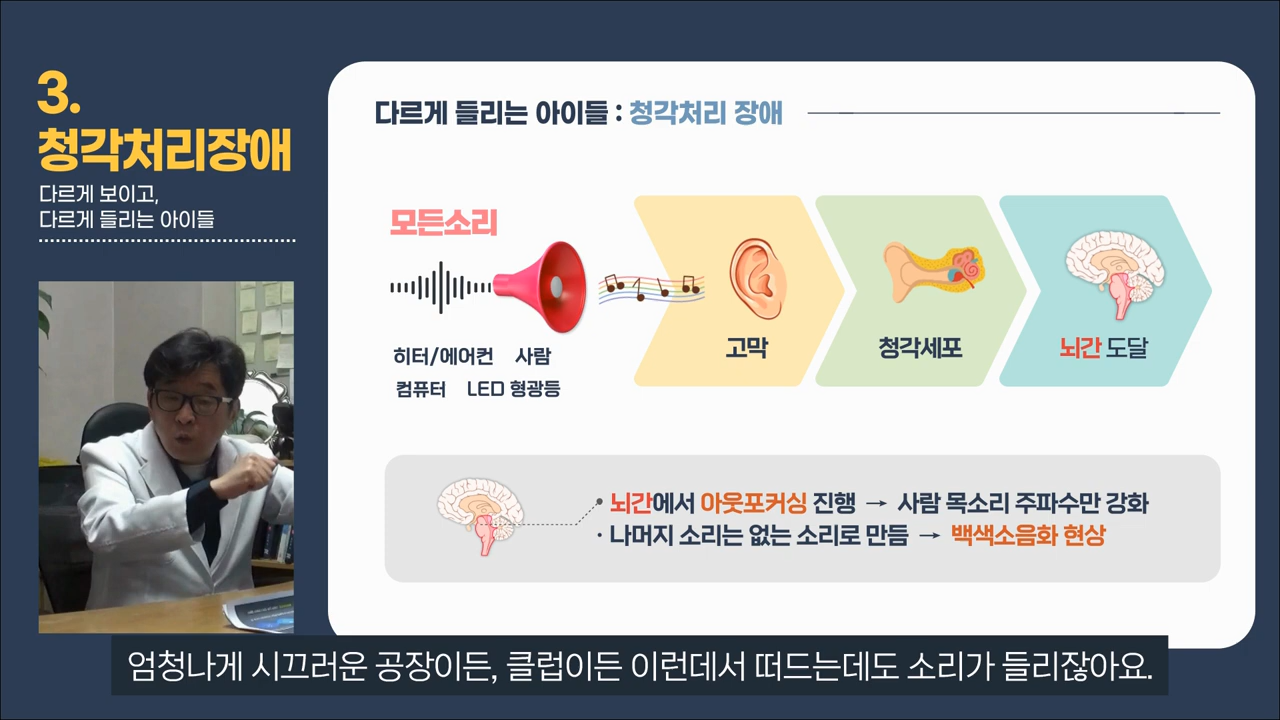 3.
청각처리장애
다르게 보이고,
다르게 들리는 아이들
다르게 들리는 아이들 : 청각처리 장애
모든소리
히터/에어컨 사람
컴퓨터 LED 형광등
고막
청각세포
뇌간 도달
• 뇌간에서 아웃포커싱 진행 → 사람 목소리 주파수만 강화
· 나머지 소리는 없는 소리로 만듬 → 백색소음화 현상
엄청나게 시끄러운 공장이든, 클럽이든 이런데서 떠드는데도 소리가 들리잖아요.